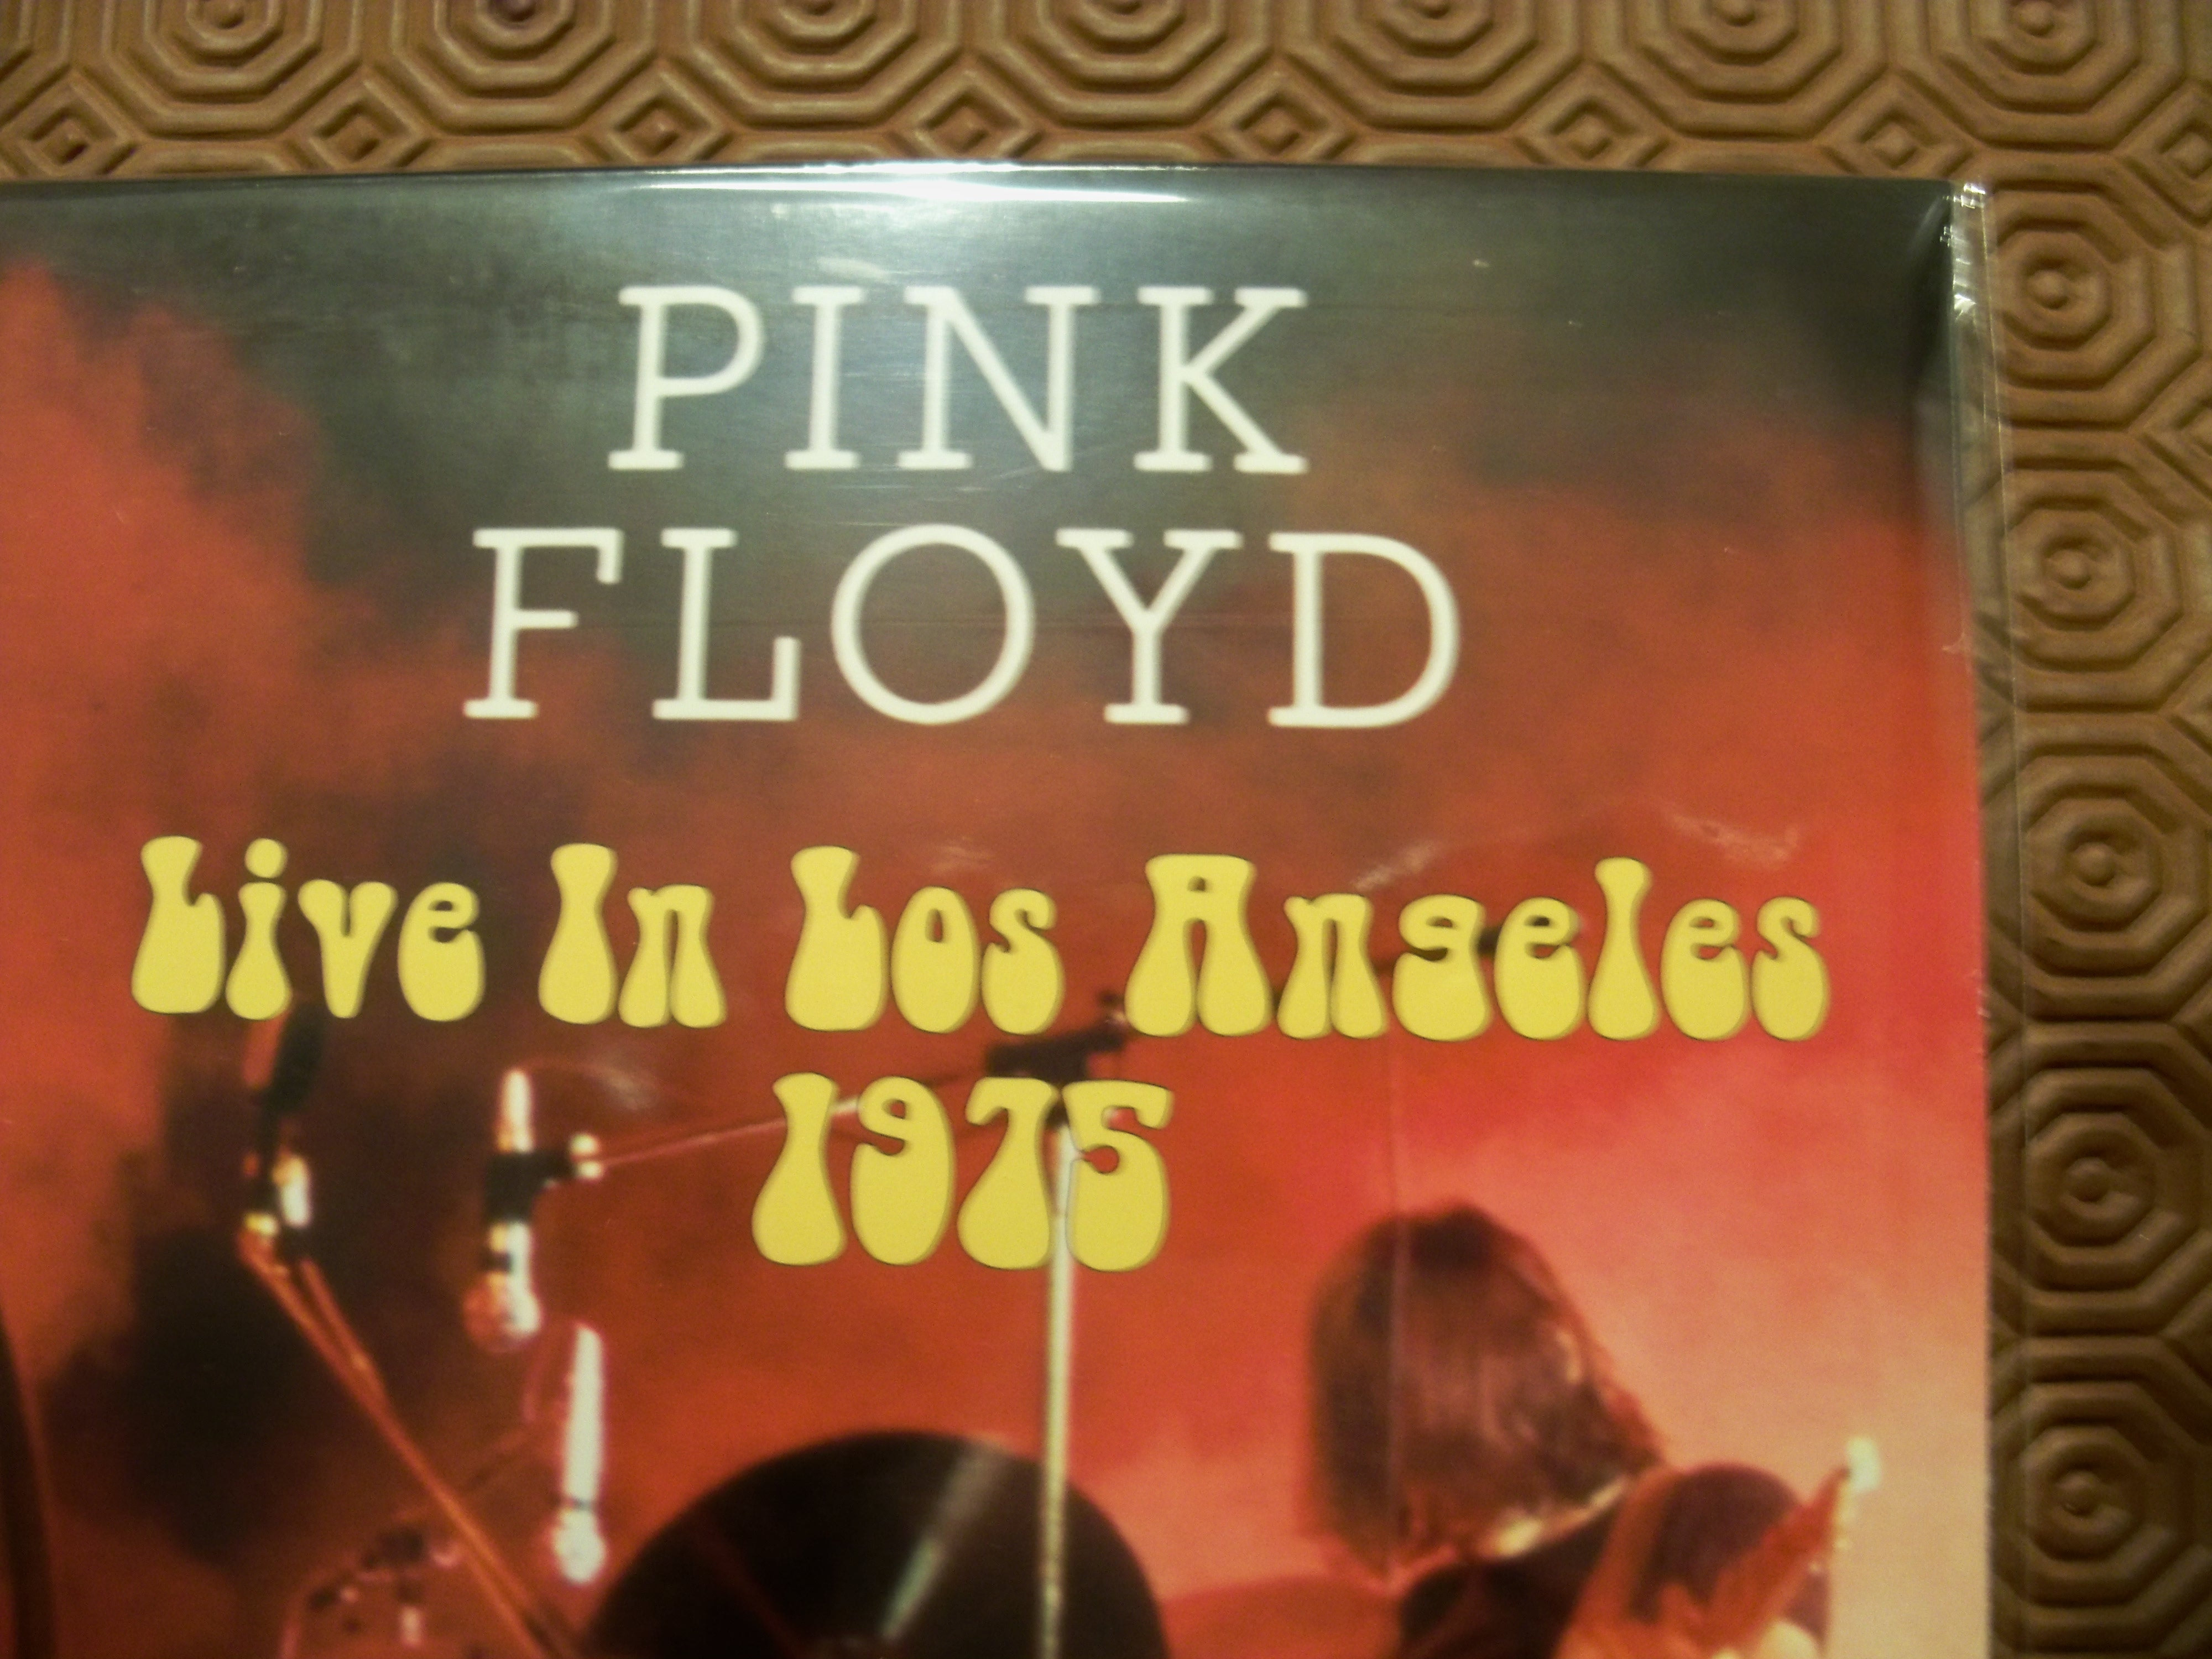 PINK
FLOYD
Live In Los Angeles
1975